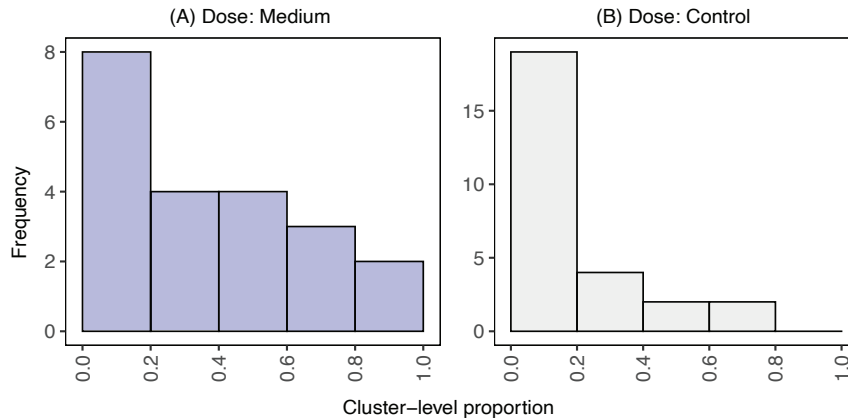 (A) Dose: Medium
(B) Dose: Control
Frequency
8
6
4
2
0
15
10
5
0
0.0 0.2 0.4 0.6 0.8 1.0
0.0 0.2 0.4 0.6 0.8 1.0
Cluster−level proportion